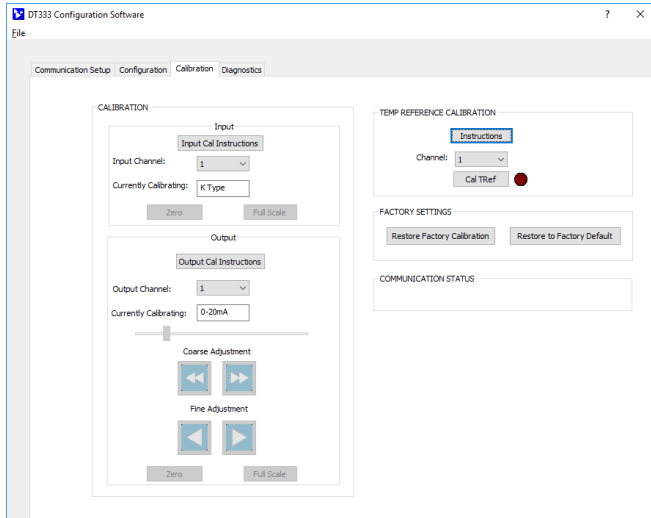 DT333 Configuration Software
?
File
Communication Setup Configuration Calibration Diagnostics
CALIBRATION
Input
Input Cal Instructions
Input Channel: 1
Currently Calibrating: K Type
Zero Full Scale
Output
Output Cal Instructions
Output Channel: 1
Currently Calibrating: 0-20mA
Coarse Adjustment
Fine Adjustment
Zero Full Scale
TEMP REFERENCE CALIBRATION
Instructions
Channel: 1
Cal TRef
FACTORY SETTINGS
Restore Factory Calibration Restore to Factory Default
COMMUNICATION STATUS